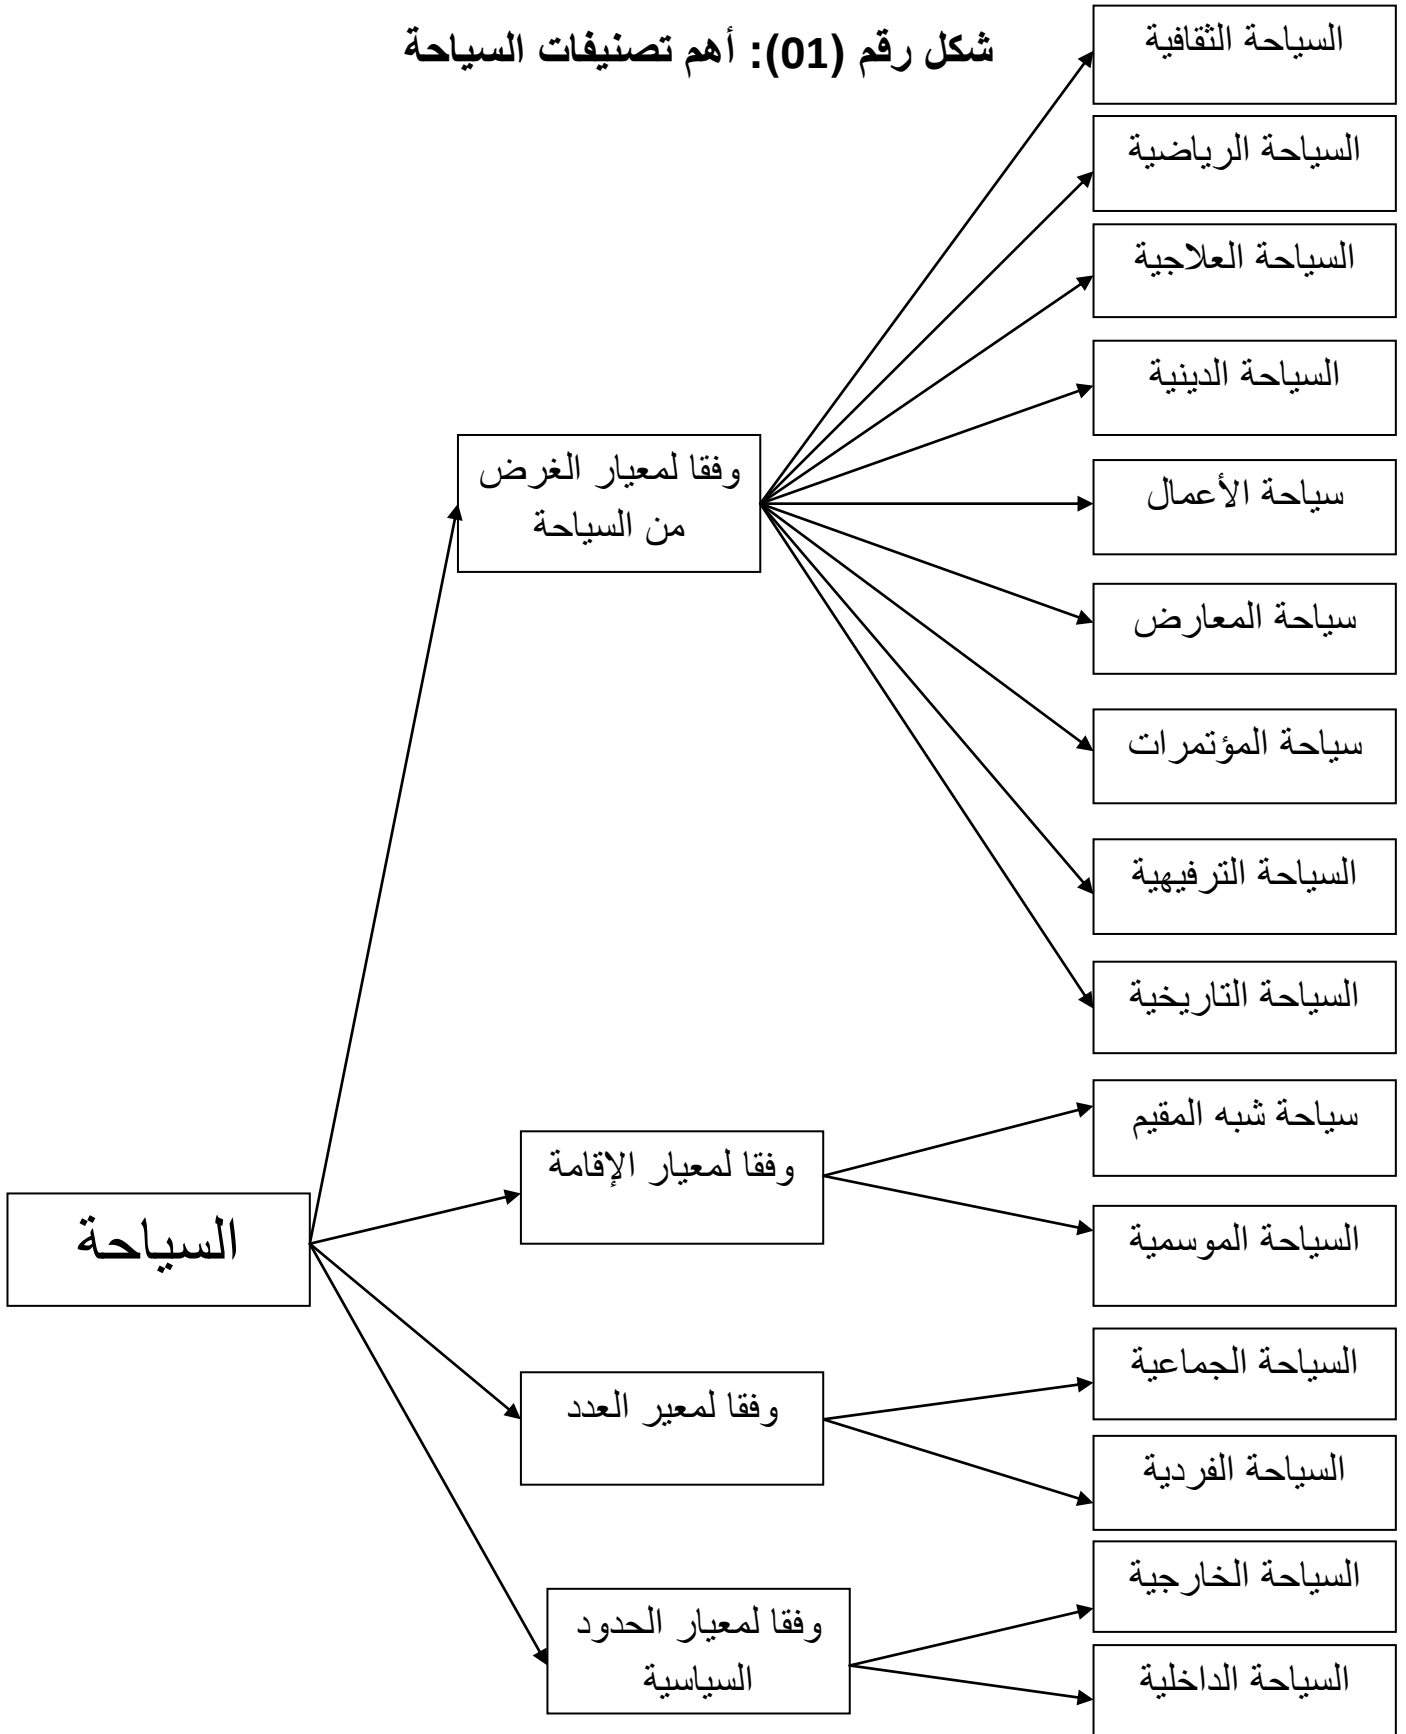 شكل رقم (01): أهم تصنيفات السياحة
السياحة الثقافية
السياحة الرياضية
السياحة العلاجية
السياحة الدينية
وفقا لمعيار الغرض
من السياحة
سياحة الأعمال
سياحة المعارض
سياحة المؤتمرات
السياحة الترفيهية
السياحة التاريخية
سياحة شبه المقيم
وفقا لمعيار الإقامة
السياحة الموسمية
السياحة
السياحة الجماعية
وفقا لمعير العدد
السياحة الفردية
السياحة الخارجية
وفقا لمعيار الحدود
السياسية
السياحة الداخلية